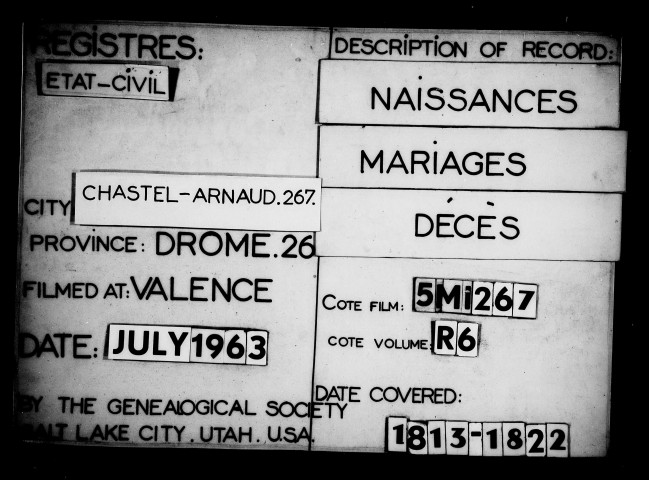 REGISTRES:
ETAT-CIVIL
CITY CHASTEL-ARNAUD.267.
PROVINCE: DROME.26
FILMED AT: VALENCE
DATE: JULY 1963
BY THE GENEALOGICAL SOCIETY
SALT LAKE CITY. UTAH. U.S.A.
DESCRIPTION OF RECORD:
NAISSANCES
MARIAGES
DÉCÈS
COTE FILM: 5Mi267
COTE VOLUME: R6
DATE COVERED:
1813-1822